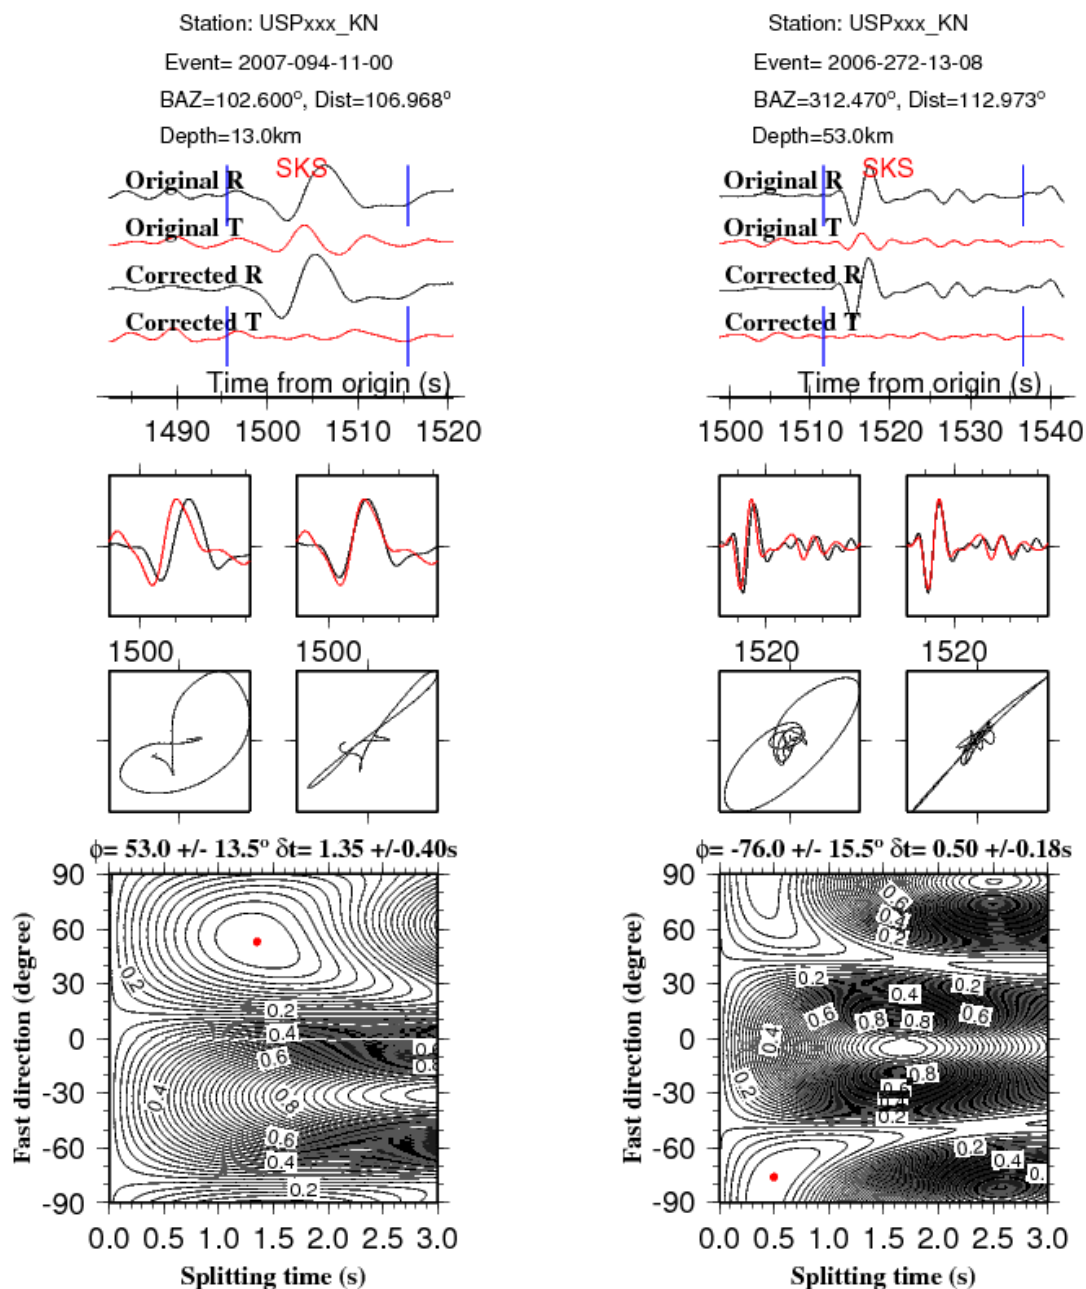 Station: USPxxx_KN
Event= 2007-094-11-00
BAZ=102.600°, Dist=106.968°
Depth=13.0km
SKS
Original R
Original T
Corrected R
Corrected T
Time from origin (s)
1490 1500 1510 1520
1500 1500
ϕ= 53.0 +/- 13.5° δt= 1.35 +/-0.40s
Fast direction (degree)
90
60
30
0
-30
-60
-90
0.2
0.2
0.4
0.6
0.4
0.8
0.6
0.4
0.2
0.0 0.5 1.0 1.5 2.0 2.5 3.0
Splitting time (s)
Station: USPxxx_KN
Event= 2006-272-13-08
BAZ=312.470°, Dist=112.973°
Depth=53.0km
SKS
Original R
Original T
Corrected R
Corrected T
Time from origin (s)
1500 1510 1520 1530 1540
1520 1520
ϕ= -76.0 +/- 15.5° δt= 0.50 +/-0.18s
Fast direction (degree)
90
60
30
0
-30
-60
-90
0.6
0.4
0.2
0.2 0.2
0.4
0.6 0.8 0.8 0.6
0.4
0.2
0.8
0.6
0.4
0.2
0.2
0.4
0.0 0.5 1.0 1.5 2.0 2.5 3.0
Splitting time (s)